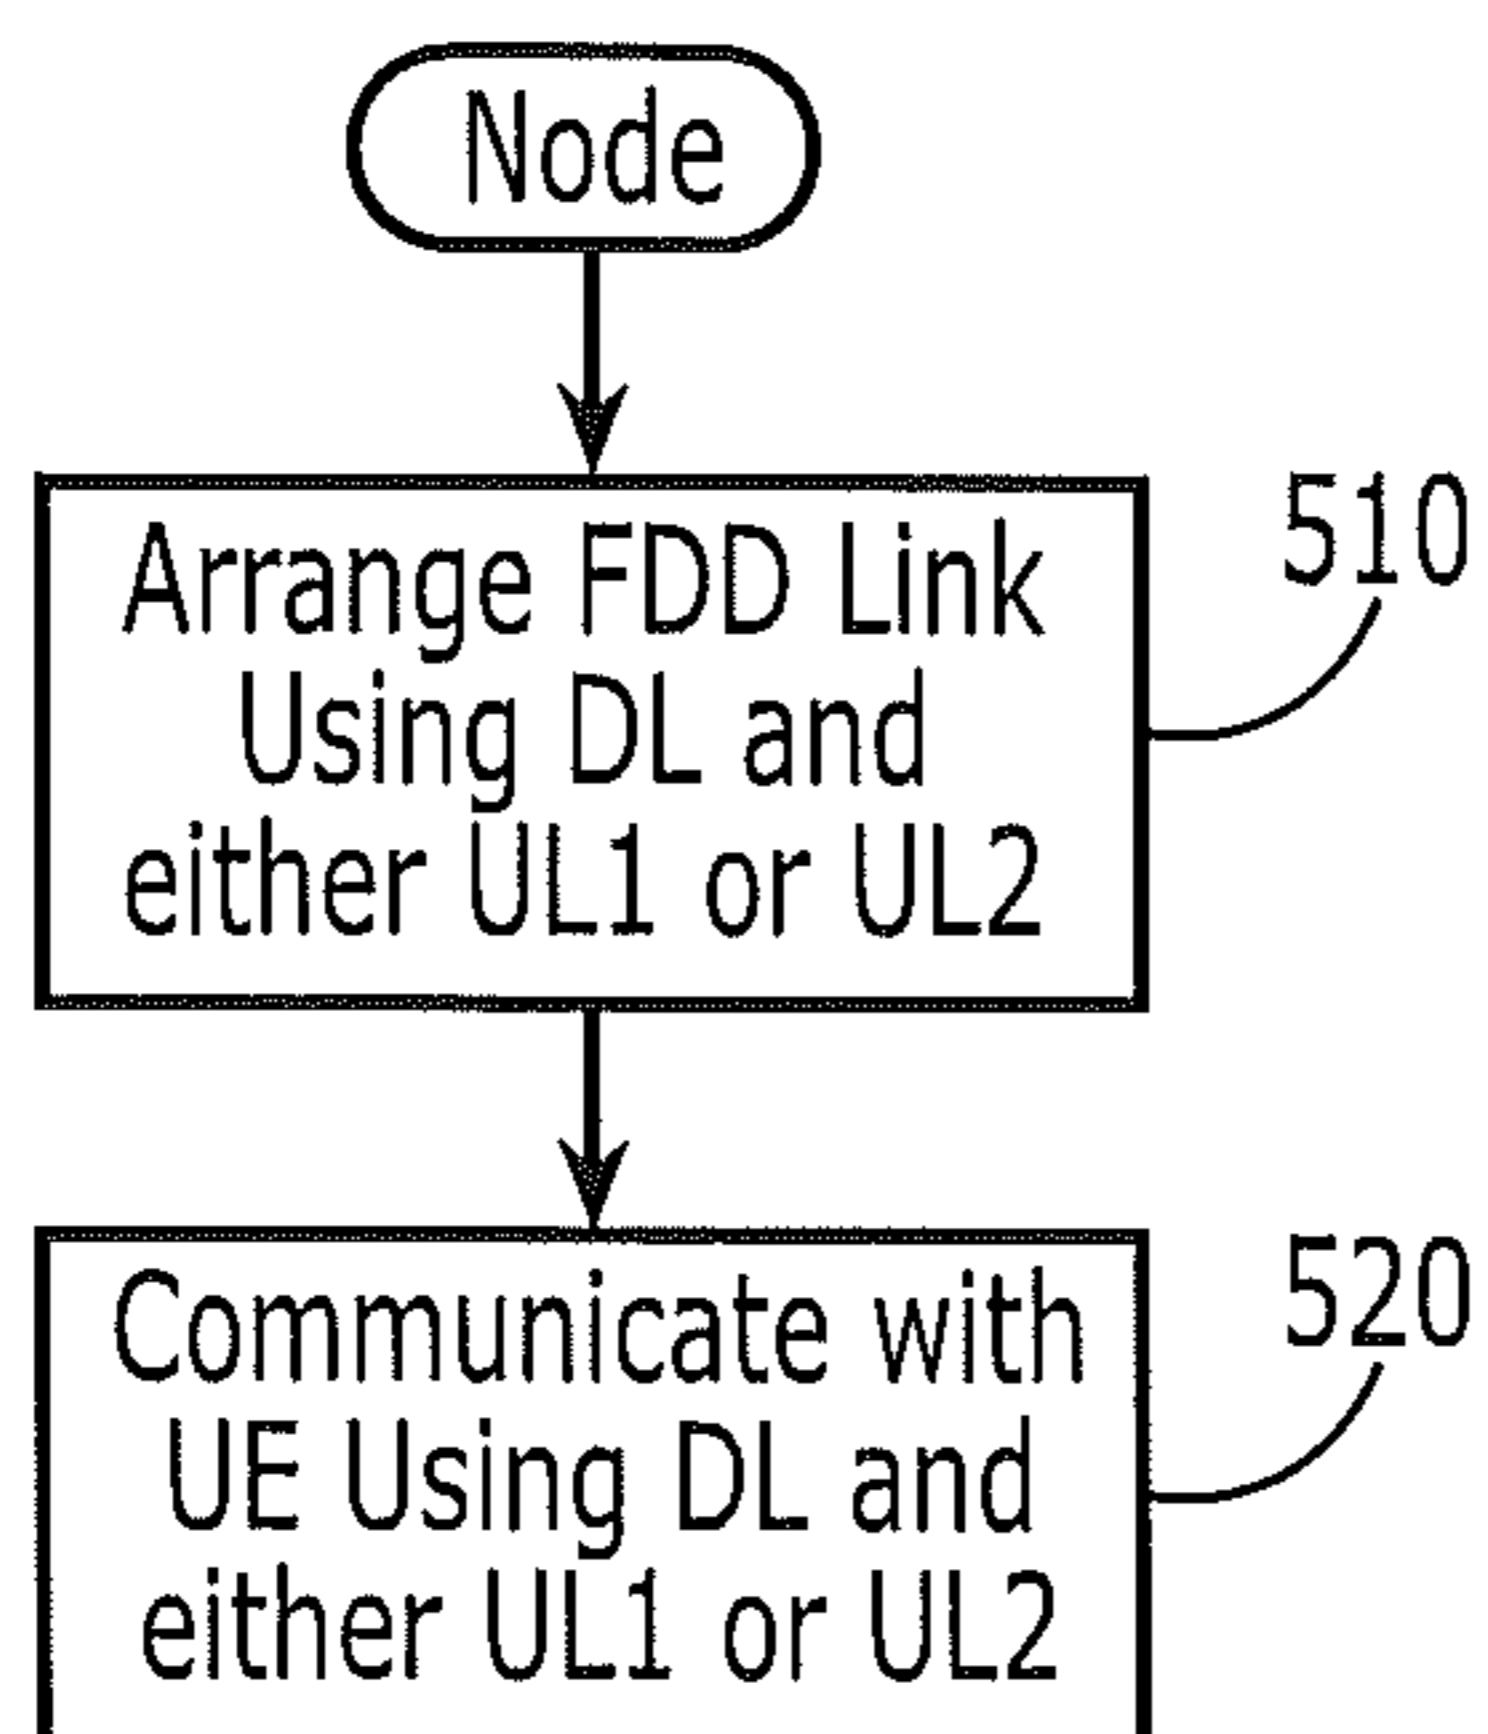 Node
Arrange FDD Link
Using DL and
either UL1 or UL2
510
Communicate with
UE Using DL and
either UL1 or UL2
520